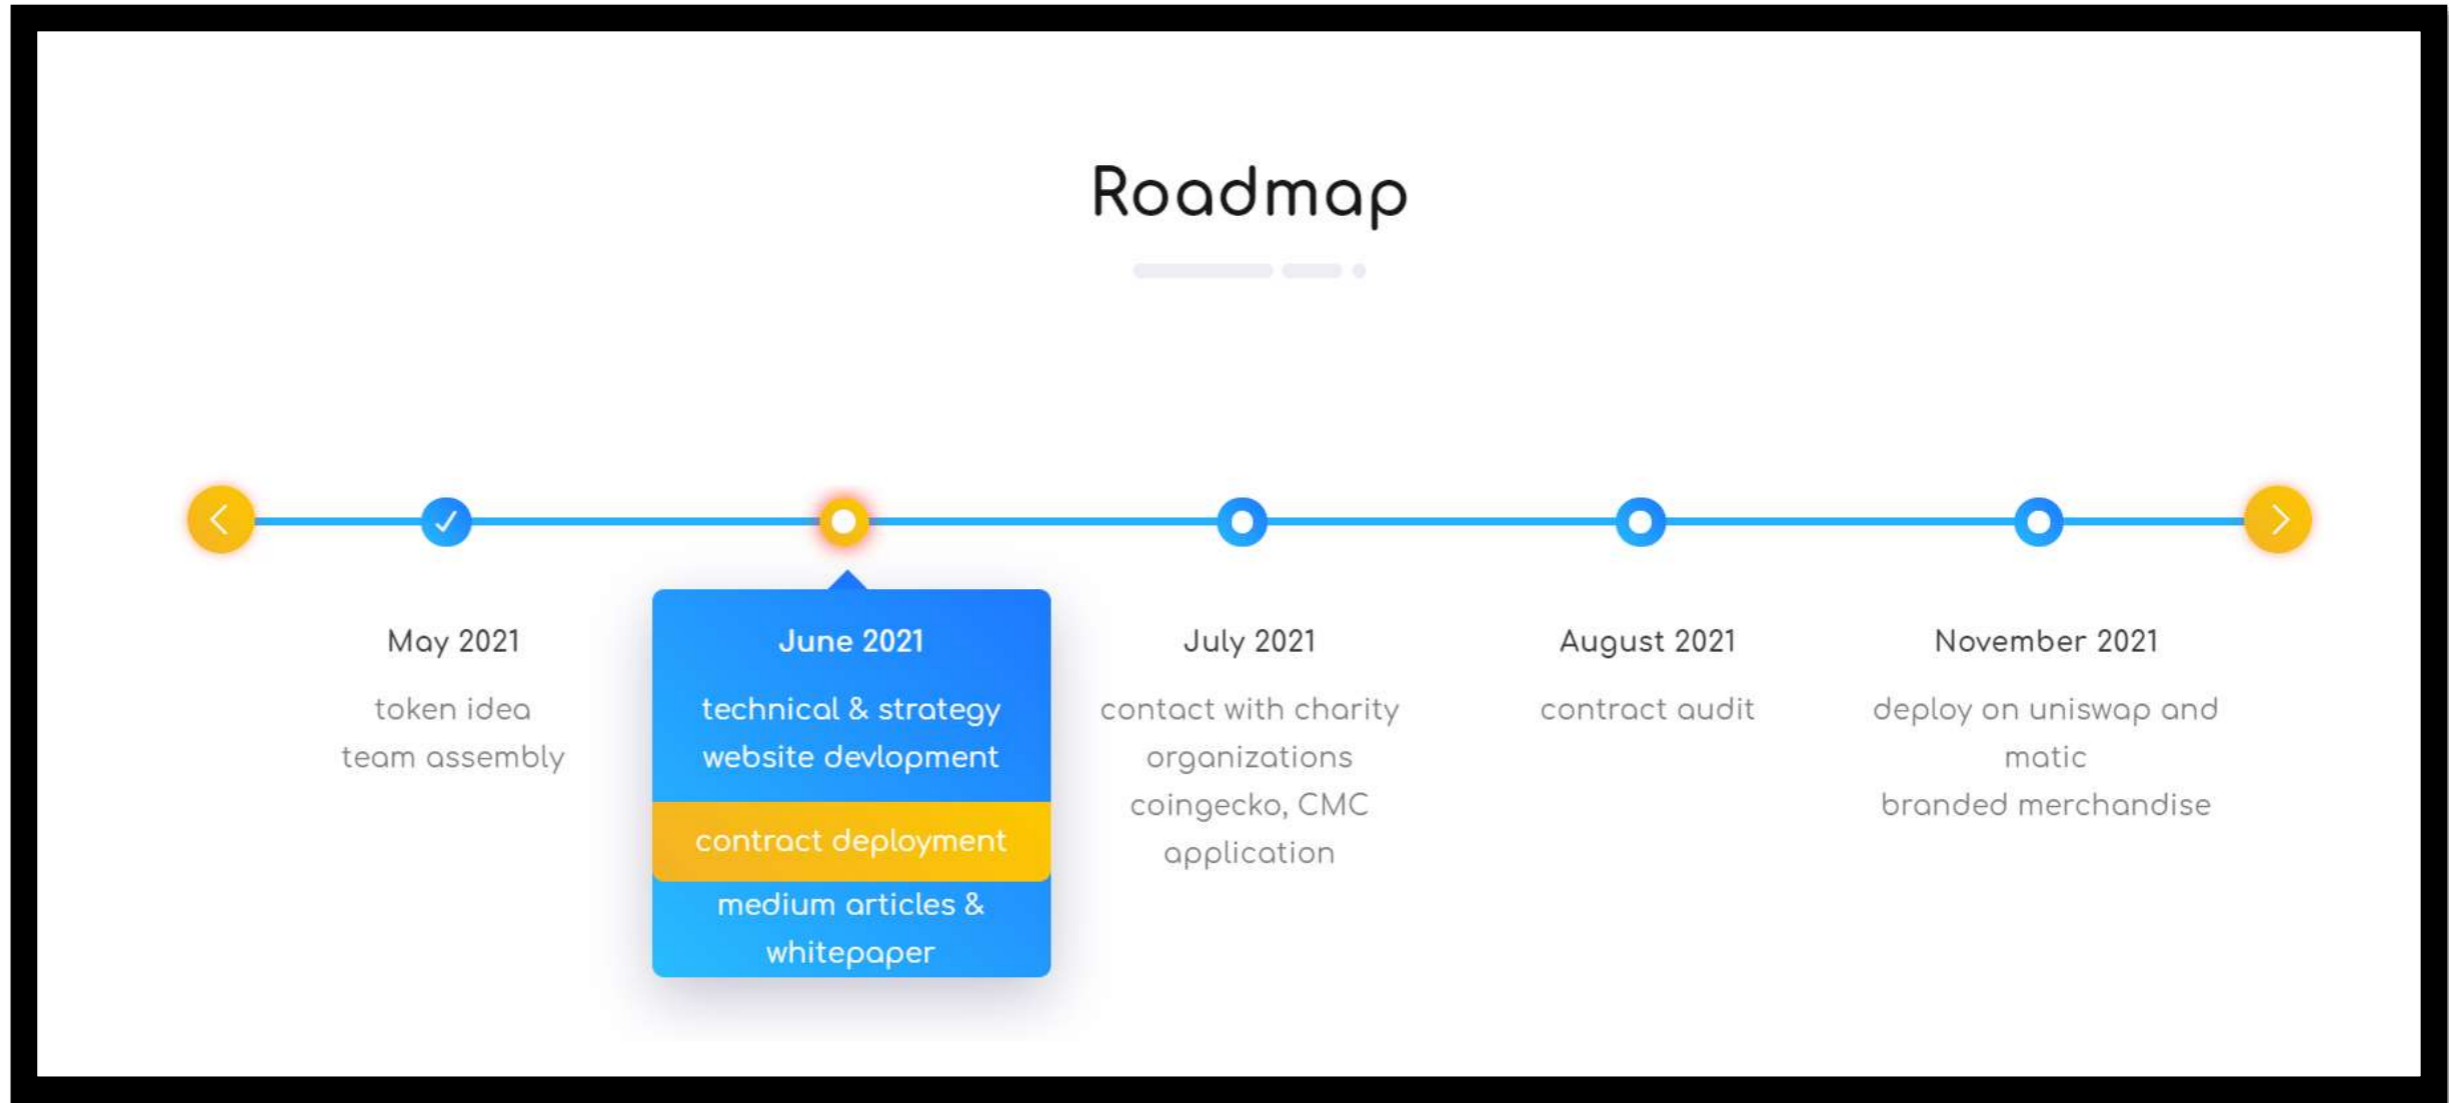 Roadmap
May 2021
token idea
team assembly
June 2021
technical & strategy
website devlopment
contract deployment
medium articles &
whitepaper
July 2021
contact with charity
organizations
coingecko, CMC
application
August 2021
contract audit
November 2021
deploy on uniswap and
matic
branded merchandise